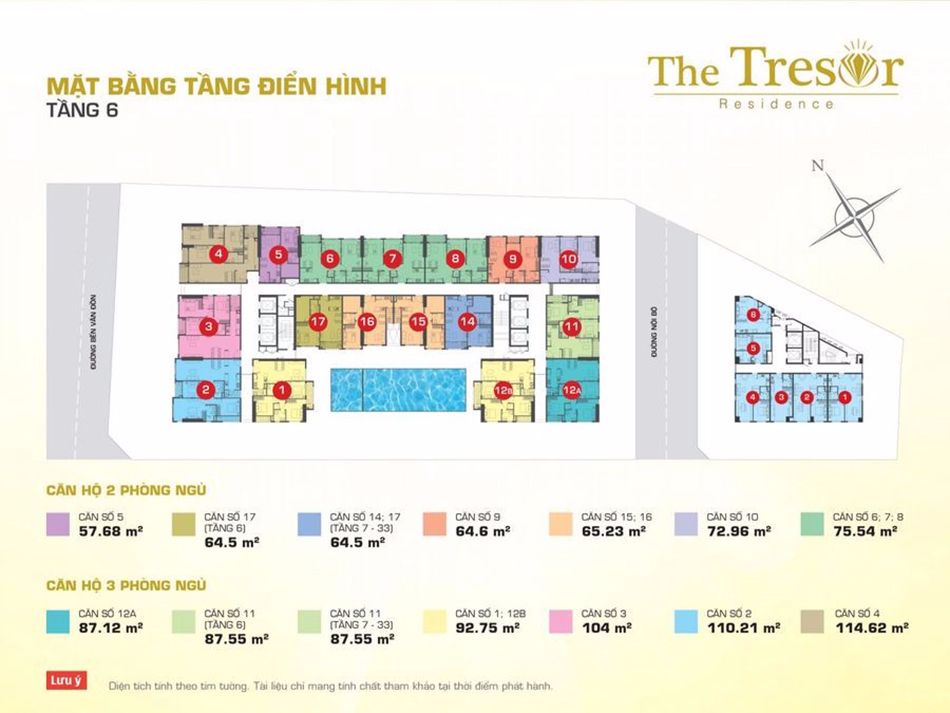 The Tresor
Residence
MẶT BẰNG TẦNG ĐIỂN HÌNH
TẦNG 6
N
4
5
6
7
8
9
10
3
17
16
15
14
11
2
1
12B
12A
ĐƯỜNG BẾN VÂN ĐỒN
ĐƯỜNG NỘI BỘ
6
5
4
3
2
1
CĂN HỘ 2 PHÒNG NGỦ
CĂN SỐ 5
57.68 m²
CĂN SỐ 17
(TẦNG 6)
64.5 m²
CĂN SỐ 14; 17
(TẦNG 7 - 33)
64.5 m²
CĂN SỐ 9
64.6 m²
CĂN SỐ 15; 16
65.23 m²
CĂN SỐ 10
72.96 m²
CĂN SỐ 6; 7; 8
75.54 m²
CĂN HỘ 3 PHÒNG NGỦ
CĂN SỐ 12A
87.12 m²
CĂN SỐ 11
(TẦNG 6)
87.55 m²
CĂN SỐ 11
(TẦNG 7 - 33)
87.55 m²
CĂN SỐ 1; 12B
92.75 m²
CĂN SỐ 3
104 m²
CĂN SỐ 2
110.21 m²
CĂN SỐ 4
114.62 m²
Lưu ý
Diện tích tính theo tim tường. Tài liệu chỉ mang tính chất tham khảo tại thời điểm phát hành.